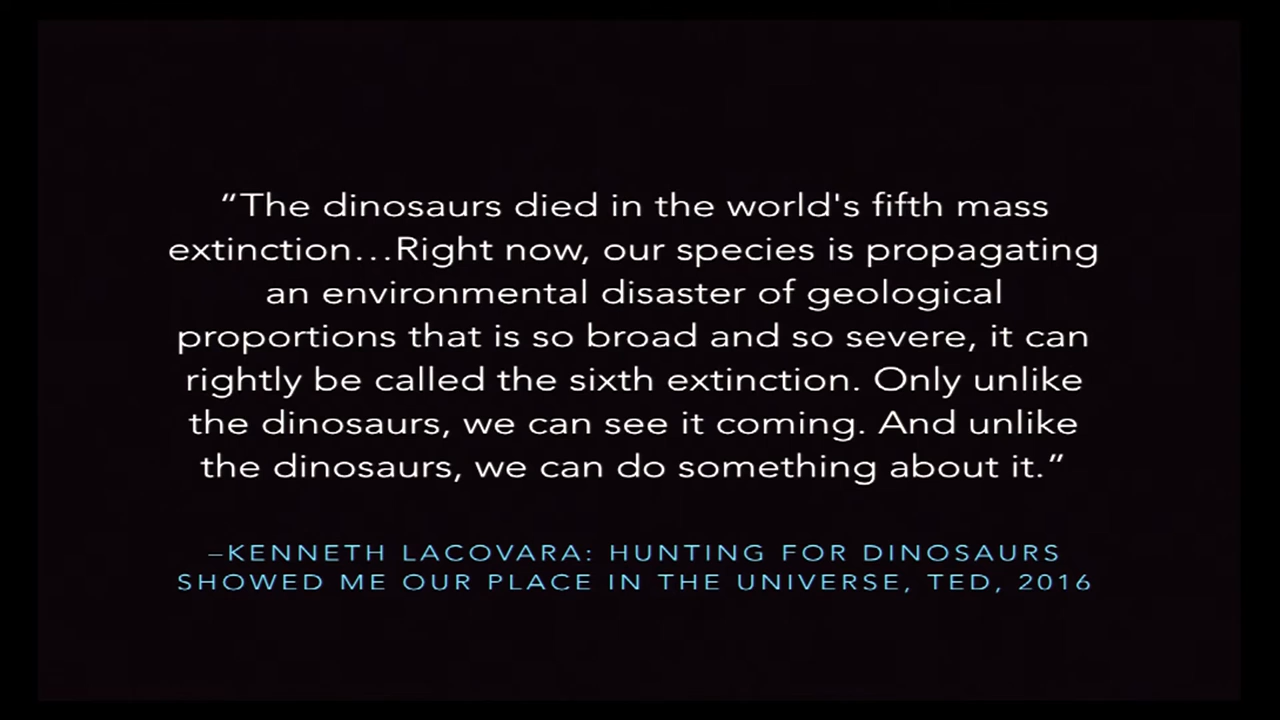 “The dinosaurs died in the world's fifth mass
extinction…Right now, our species is propagating
an environmental disaster of geological
proportions that is so broad and so severe, it can
rightly be called the sixth extinction. Only unlike
the dinosaurs, we can see it coming. And unlike
the dinosaurs, we can do something about it.”
–KENNETH LACOVARA: HUNTING FOR DINOSAURS
SHOWED ME OUR PLACE IN THE UNIVERSE, TED, 2016